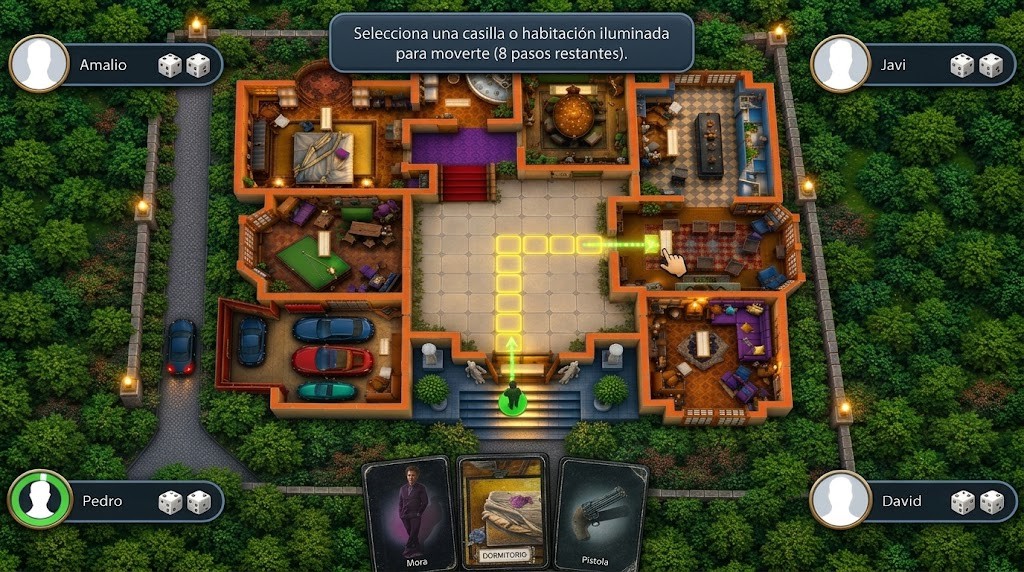 Selecciona una casilla o habitación iluminada
para moverte (8 pasos restantes).
Amalio
Javi
Pedro
David
Mora
DORMITORIO
Pistola